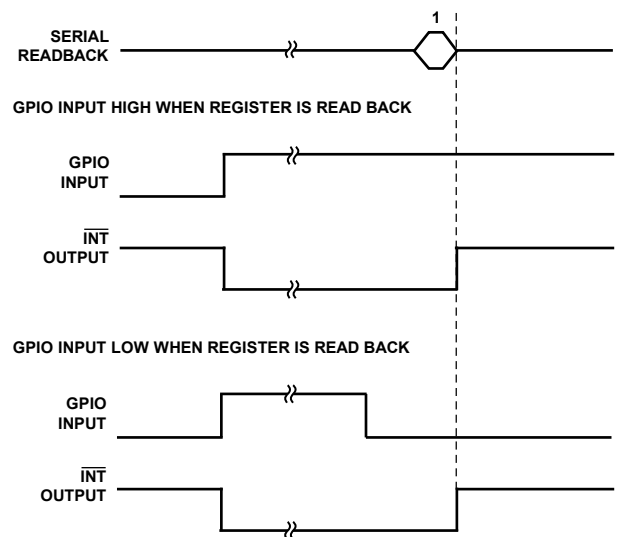 1
SERIAL
READBACK
GPIO INPUT HIGH WHEN REGISTER IS READ BACK
GPIO
INPUT
INT
OUTPUT
GPIO INPUT LOW WHEN REGISTER IS READ BACK
GPIO
INPUT
INT
OUTPUT